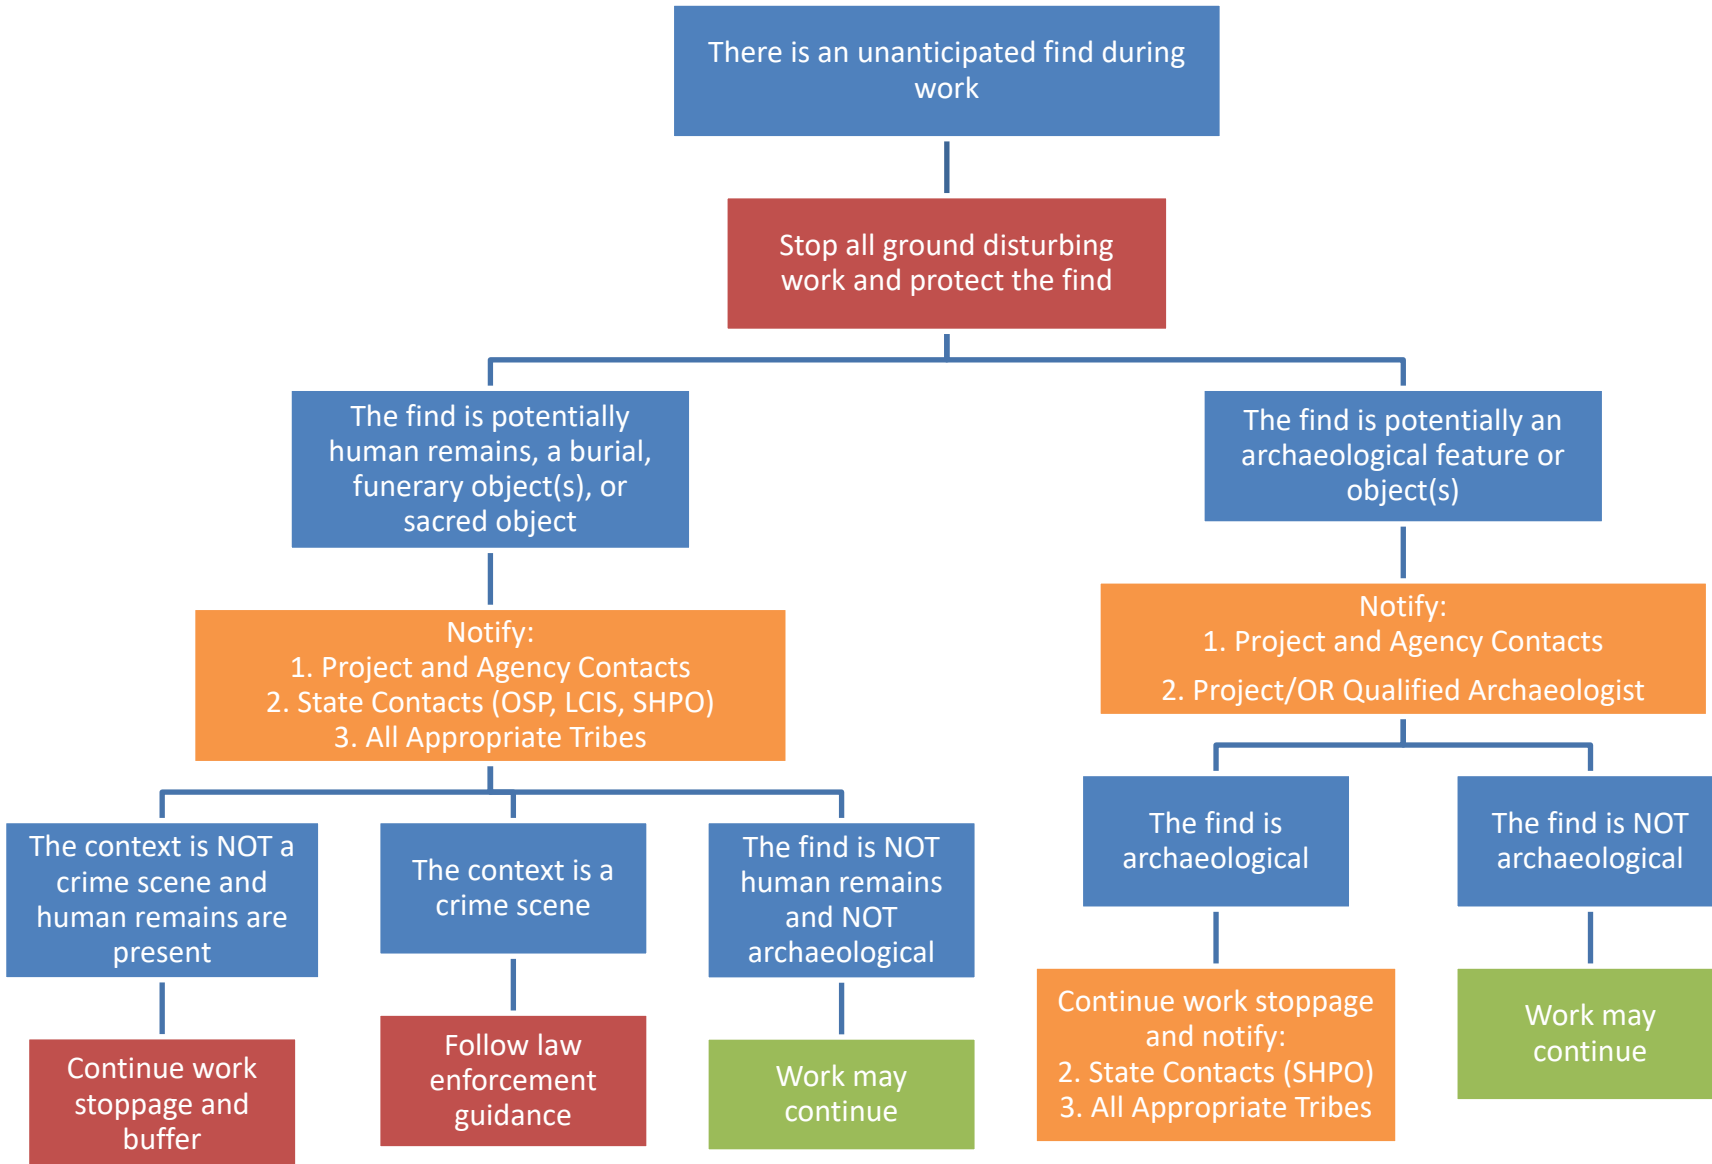 There is an unanticipated find during
work
Stop all ground disturbing
work and protect the find
The find is potentially
human remains, a burial,
funerary object(s), or
sacred object
The find is potentially an
archaeological feature or
object(s)
Notify:
1. Project and Agency Contacts
2. State Contacts (OSP, LCIS, SHPO)
3. All Appropriate Tribes
Notify:
1. Project and Agency Contacts
2. Project/OR Qualified Archaeologist
The context is NOT a
crime scene and
human remains are
present
The context is a
crime scene
The find is NOT
human remains
and NOT
archaeological
The find is
archaeological
The find is NOT
archaeological
Continue work
stoppage and
buffer
Follow law
enforcement
guidance
Work may
continue
Continue work stoppage
and notify:
2. State Contacts (SHPO)
3. All Appropriate Tribes
Work may
continue